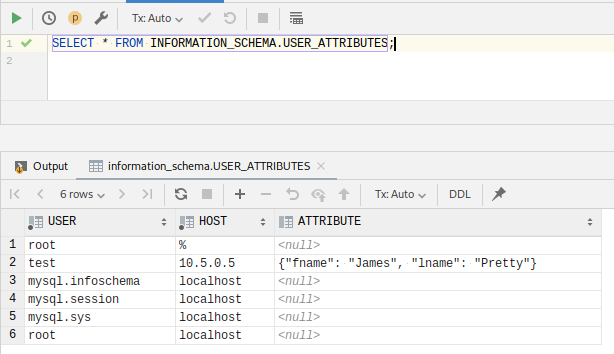 Tx: Auto
1 SELECT * FROM INFORMATION_SCHEMA.USER_ATTRIBUTES;
2
Output information_schema.USER_ATTRIBUTES
6 rows Tx: Auto DDL
USER HOST ATTRIBUTE
1 root % <null>
2 test 10.5.0.5 {"fname": "James", "lname": "Pretty"}
3 mysql.infoschema localhost <null>
4 mysql.session localhost <null>
5 mysql.sys localhost <null>
6 root localhost <null>